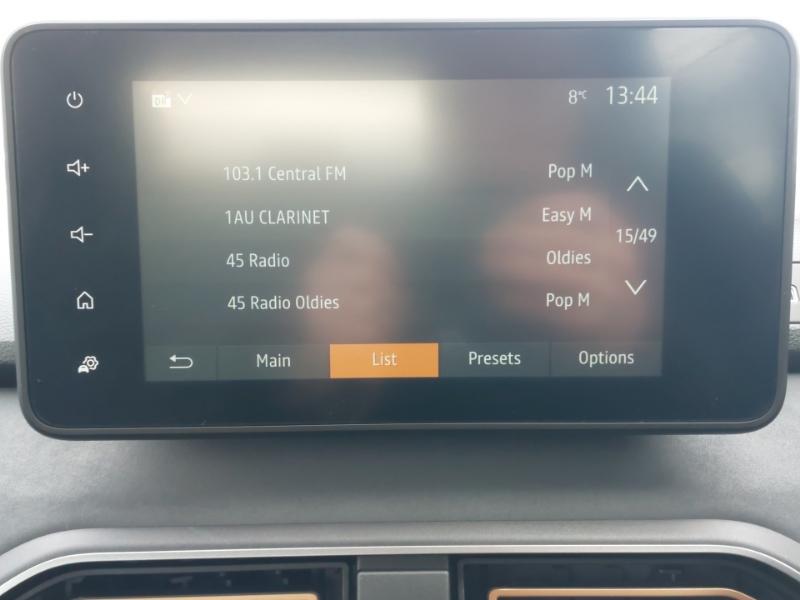 DR
8°C 13:44
103.1 Central FM Pop M
1AU CLARINET Easy M
15/49
45 Radio Oldies
45 Radio Oldies Pop M
Main List Presets Options